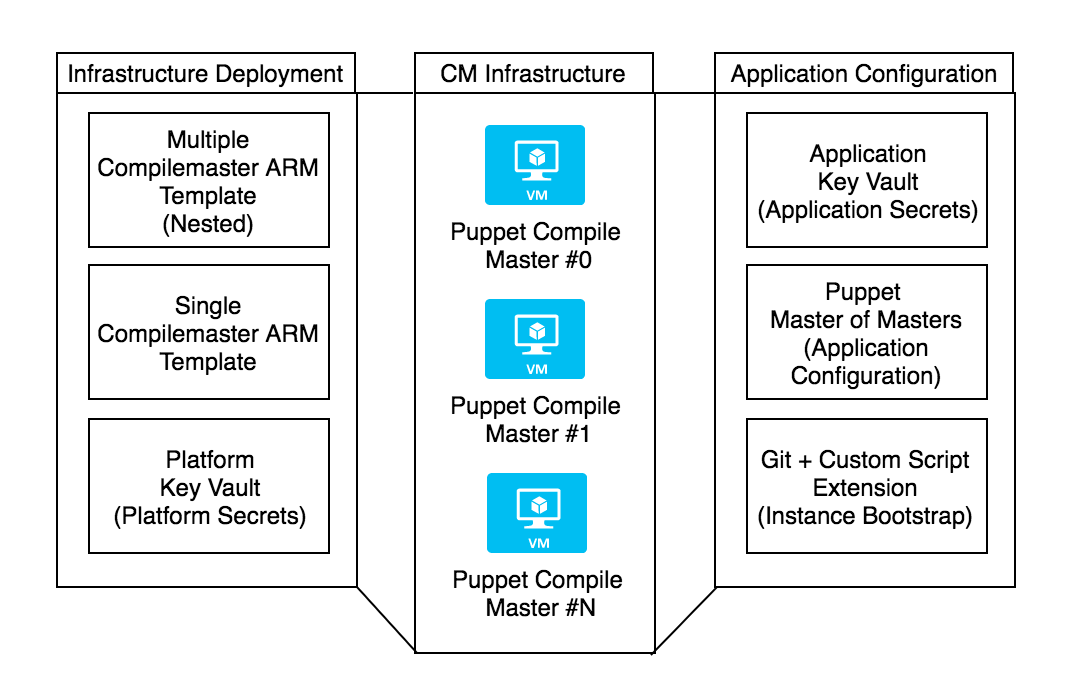 Infrastructure Deployment
Multiple
Compilemaster ARM
Template
(Nested)
Single
Compilemaster ARM
Template
Platform
Key Vault
(Platform Secrets)
CM Infrastructure
VM
Puppet Compile
Master #0
VM
Puppet Compile
Master #1
VM
Puppet Compile
Master #N
Application Configuration
Application
Key Vault
(Application Secrets)
Puppet
Master of Masters
(Application
Configuration)
Git + Custom Script
Extension
(Instance Bootstrap)